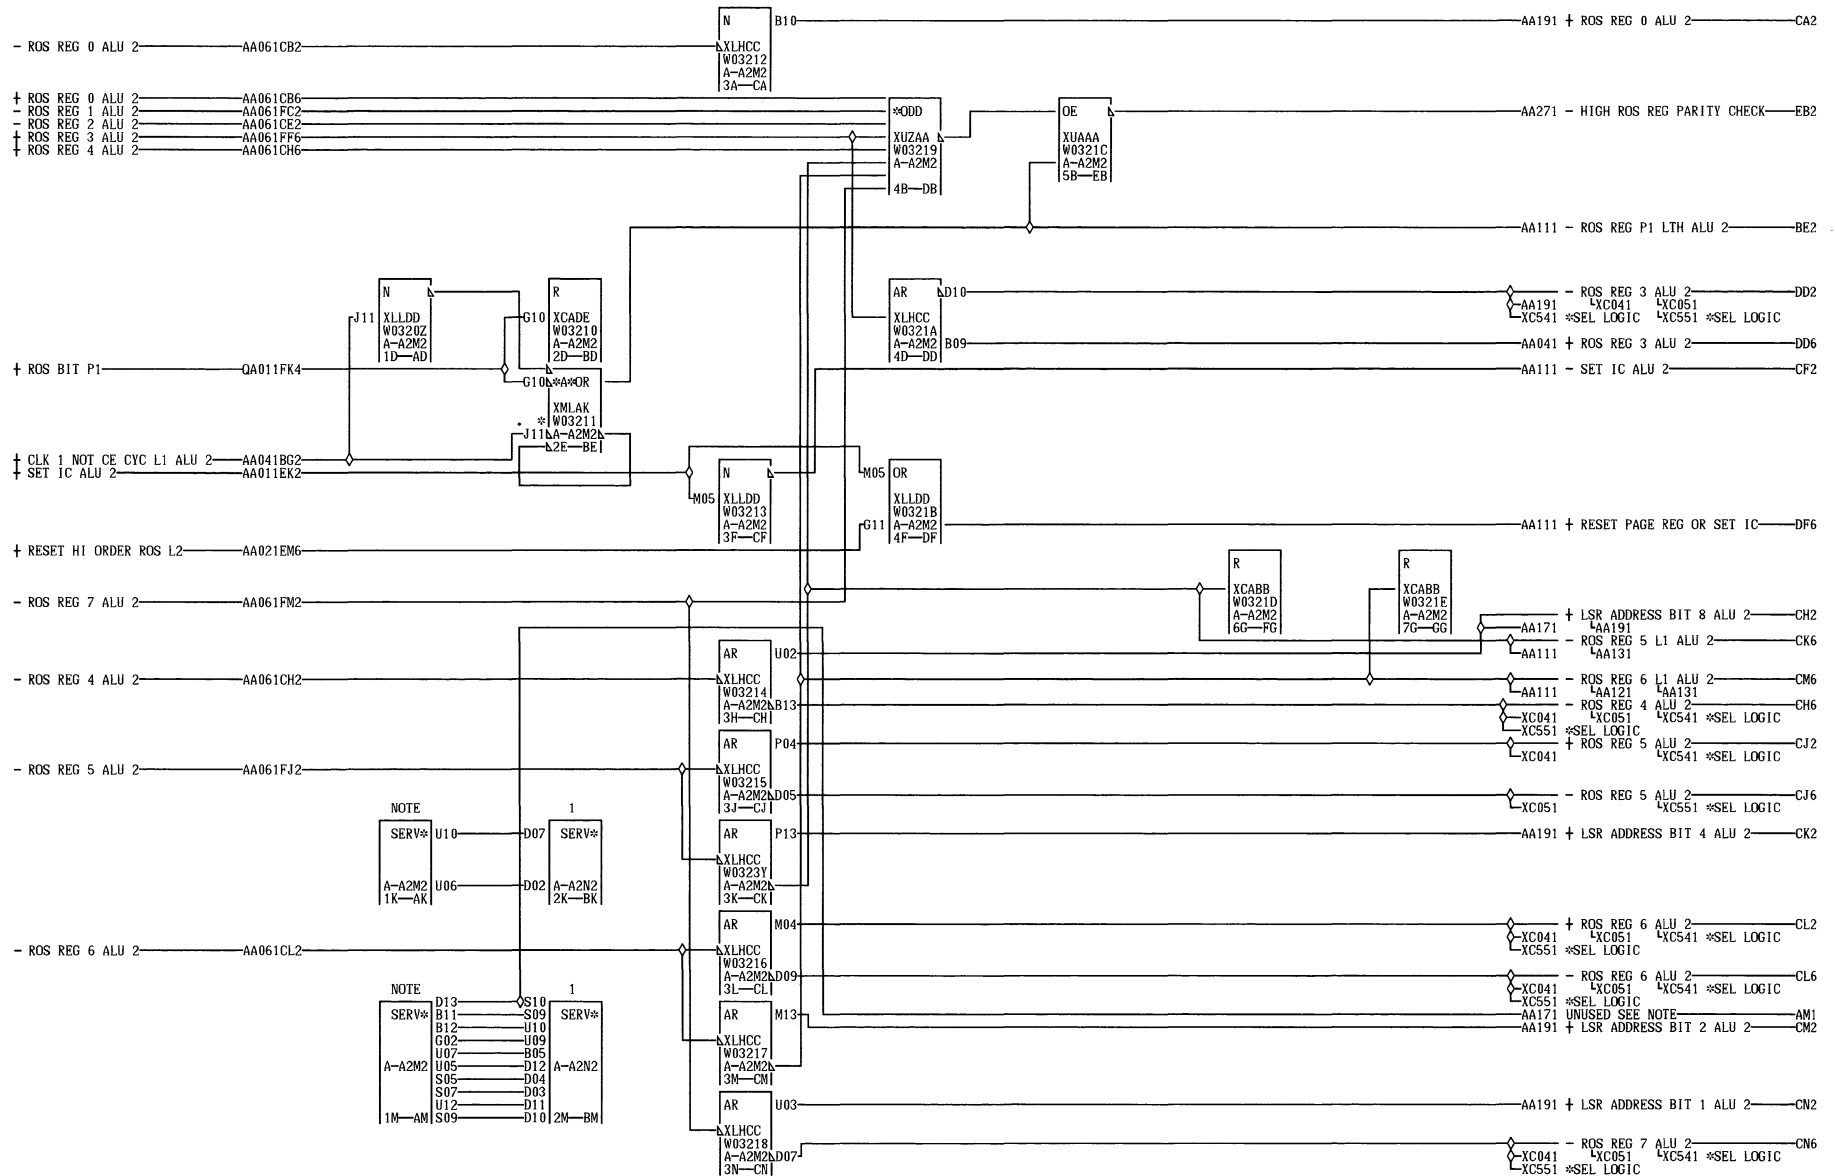 N B10 AA191 + ROS REG 0 ALU 2 CA2
- ROS REG 0 ALU 2 AA061CB2 XLHCC
W03212
A-A2M2
3A CA
+ ROS REG 0 ALU 2 AA061CB6
- ROS REG 1 ALU 2 AA061FC2 *ODD OE AA271 - HIGH ROS REG PARITY CHECK EB2
- ROS REG 2 ALU 2 AA061CE2
+ ROS REG 3 ALU 2 AA061FF6 XUZAA XUAAA
+ ROS REG 4 ALU 2 AA061CH6 W03219 W0321C
A-A2M2 A-A2M2
5B EB
4B DB
AA111 - ROS REG P1 LTH ALU 2 BE2
N R AR D10 - ROS REG 3 ALU 2 DD2
AA191 XC041 XC051
J11 XLLDD G10 XCADE XLHCC XC541 *SEL LOGIC XC551 *SEL LOGIC
W0320Z W03210 W0321A
A-A2M2 A-A2M2 A-A2M2 B09 AA041 + ROS REG 3 ALU 2 DD6
1D AD 2D BD 4D DD
+ ROS BIT P1 QA011FK4 AA111 - SET IC ALU 2 CF2
G10 *A*OR
XMLAK
* W03211
J11 A-A2M2
2E BE
+ CLK 1 NOT CE CYC L1 ALU 2 AA041BG2
+ SET IC ALU 2 AA011EK2 N M05 OR
M05 XLLDD XLLDD
W03213 W0321B
A-A2M2 G11 A-A2M2 AA111 + RESET PAGE REG OR SET IC DF6
3F CF 4F DF
+ RESET HI ORDER ROS L2 AA021EM6
R R
XCABB XCABB
- ROS REG 7 ALU 2 AA061FM2 W0321D W0321E
A-A2M2 A-A2M2 + LSR ADDRESS BIT 8 ALU 2 CH2
6G FG 7G GG AA171 AA191
- ROS REG 5 L1 ALU 2 CK6
AR U02 AA111 AA131
- ROS REG 4 ALU 2 AA061CH2 XLHCC - ROS REG 6 L1 ALU 2 CM6
W03214 AA111 AA121 AA131
A-A2M2 B13 - ROS REG 4 ALU 2 CH6
3H CH XC041 XC051 XC541 *SEL LOGIC
XC551 *SEL LOGIC
AR P04 + ROS REG 5 ALU 2 CJ2
XC041 XC541 *SEL LOGIC
- ROS REG 5 ALU 2 AA061FJ2 XLHCC
W03215
A-A2M2 D05 - ROS REG 5 ALU 2 CJ6
NOTE 1 3J CJ XC051 XC551 *SEL LOGIC
SERV* U10 D07 SERV* AR P13 AA191 + LSR ADDRESS BIT 4 ALU 2 CK2
XLHCC
W0323Y
A-A2M2 U06 D02 A-A2N2 A-A2M2
1K AK 2K BK 3K CK
AR M04 + ROS REG 6 ALU 2 CL2
XC041 XC051 XC541 *SEL LOGIC
- ROS REG 6 ALU 2 AA061CL2 XLHCC XC551 *SEL LOGIC
W03216
A-A2M2 D09 - ROS REG 6 ALU 2 CL6
NOTE 1 3L CL XC041 XC051 XC541 *SEL LOGIC
D13 S10 XC551 *SEL LOGIC
SERV* B11 S09 SERV* AR M13 AA171 UNUSED SEE NOTE AM1
B12 U10 AA191 + LSR ADDRESS BIT 2 ALU 2 CM2
G02 U09 XLHCC
U07 B05 W03217
A-A2M2 U05 D12 A-A2N2 A-A2M2
S05 D04 3M CM
S07 D03
U12 D11 AR U03 AA191 + LSR ADDRESS BIT 1 ALU 2 CN2
1M AM S09 D10 2M BM
XLHCC
W03218 - ROS REG 7 ALU 2 CN6
A-A2M2 D07 XC041 XC051 XC541 *SEL LOGIC
3N CN XC551 *SEL LOGIC